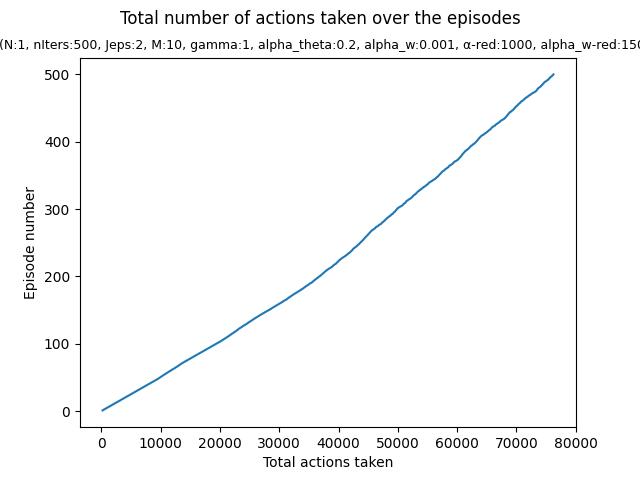 Total number of actions taken over the episodes
(N:1, nIters:500, Jeps:2, M:10, gamma:1, alpha_theta:0.2, alpha_w:0.001, α-red:1000, alpha_w-red:150
500
400
300
200
100
0
Episode number
0 10000 20000 30000 40000 50000 60000 70000 80000
Total actions taken